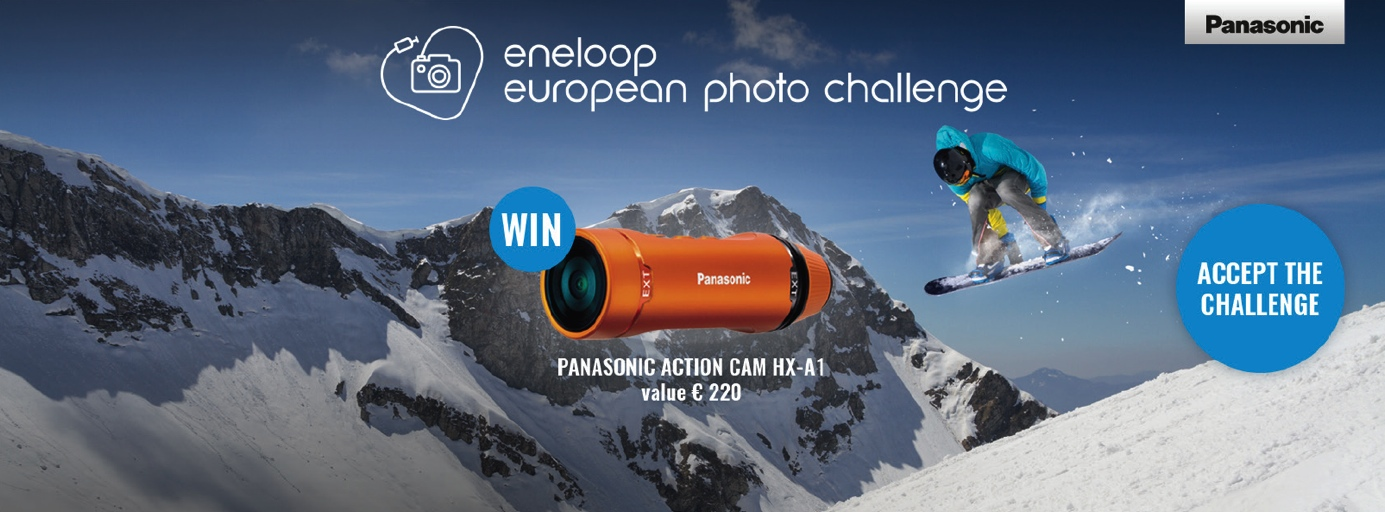 Panasonic
eneloop
european photo challenge
WIN
EXT
Panasonic
EXT
PANASONIC ACTION CAM HX-A1
value € 220
ACCEPT THE
CHALLENGE